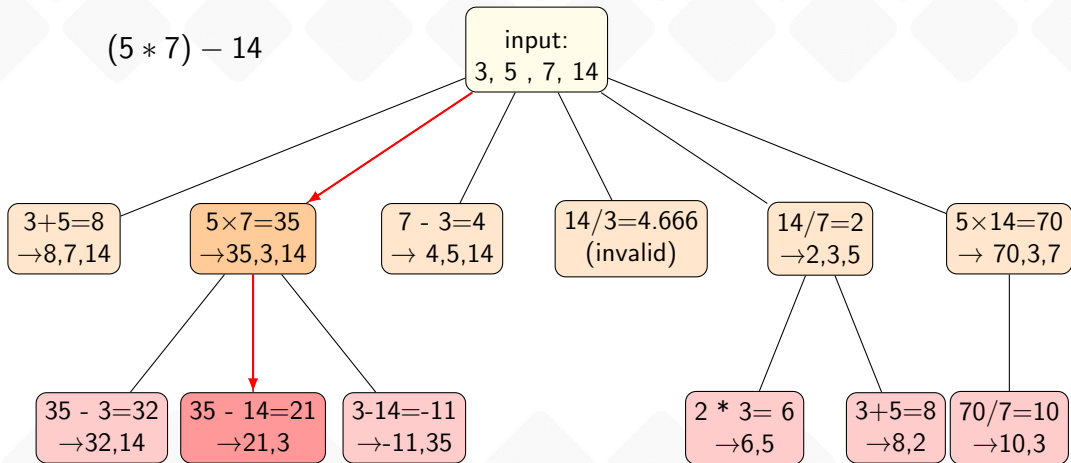 (5 ∗ 7) − 14
input:
3, 5 , 7, 14
3+5=8
→8,7,14
5×7=35
→35,3,14
7 - 3=4
→ 4,5,14
14/3=4.666
(invalid)
14/7=2
→2,3,5
5×14=70
→ 70,3,7
35 - 3=32
→32,14
35 - 14=21
→21,3
3-14=-11
→-11,35
2 * 3= 6
→6,5
3+5=8
→8,2
70/7=10
→10,3